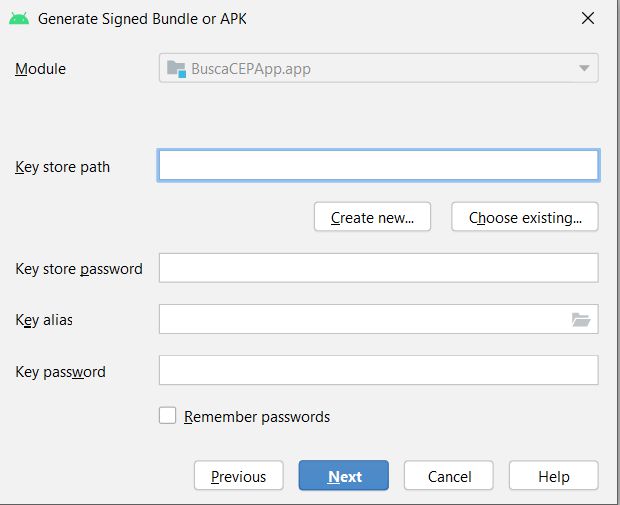 Generate Signed Bundle or APK
Module BuscaCEPApp.app
Key store path
Create new... Choose existing...
Key store password
Key alias
Key password
Remember passwords
Previous Next Cancel Help